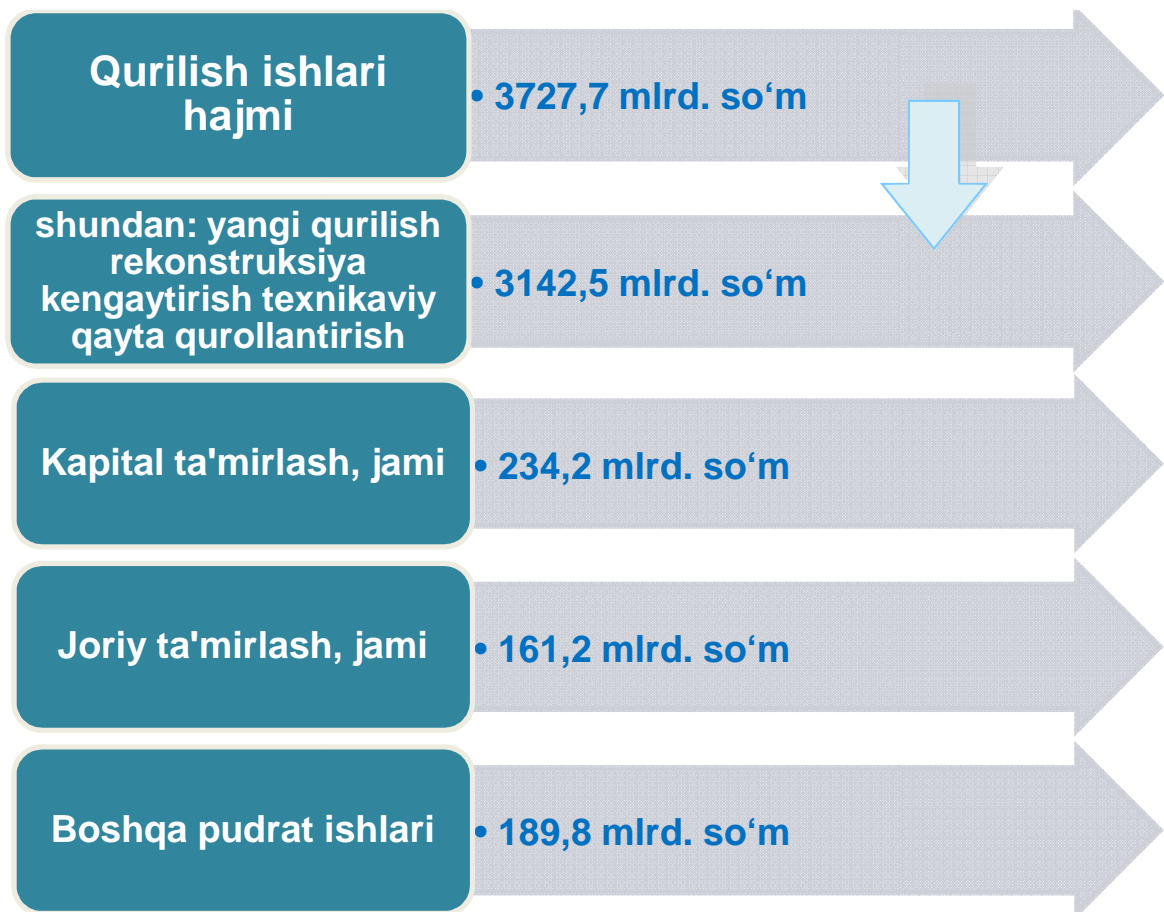 Qurilish ishlari
hajmi
• 3727,7 mlrd. so‘m
shundan: yangi qurilish
rekonstruksiya
kengaytirish texnikaviy
qayta qurollantirish
• 3142,5 mlrd. so‘m
Kapital ta'mirlash, jami
• 234,2 mlrd. so‘m
Joriy ta'mirlash, jami
• 161,2 mlrd. so‘m
Boshqa pudrat ishlari
• 189,8 mlrd. so‘m